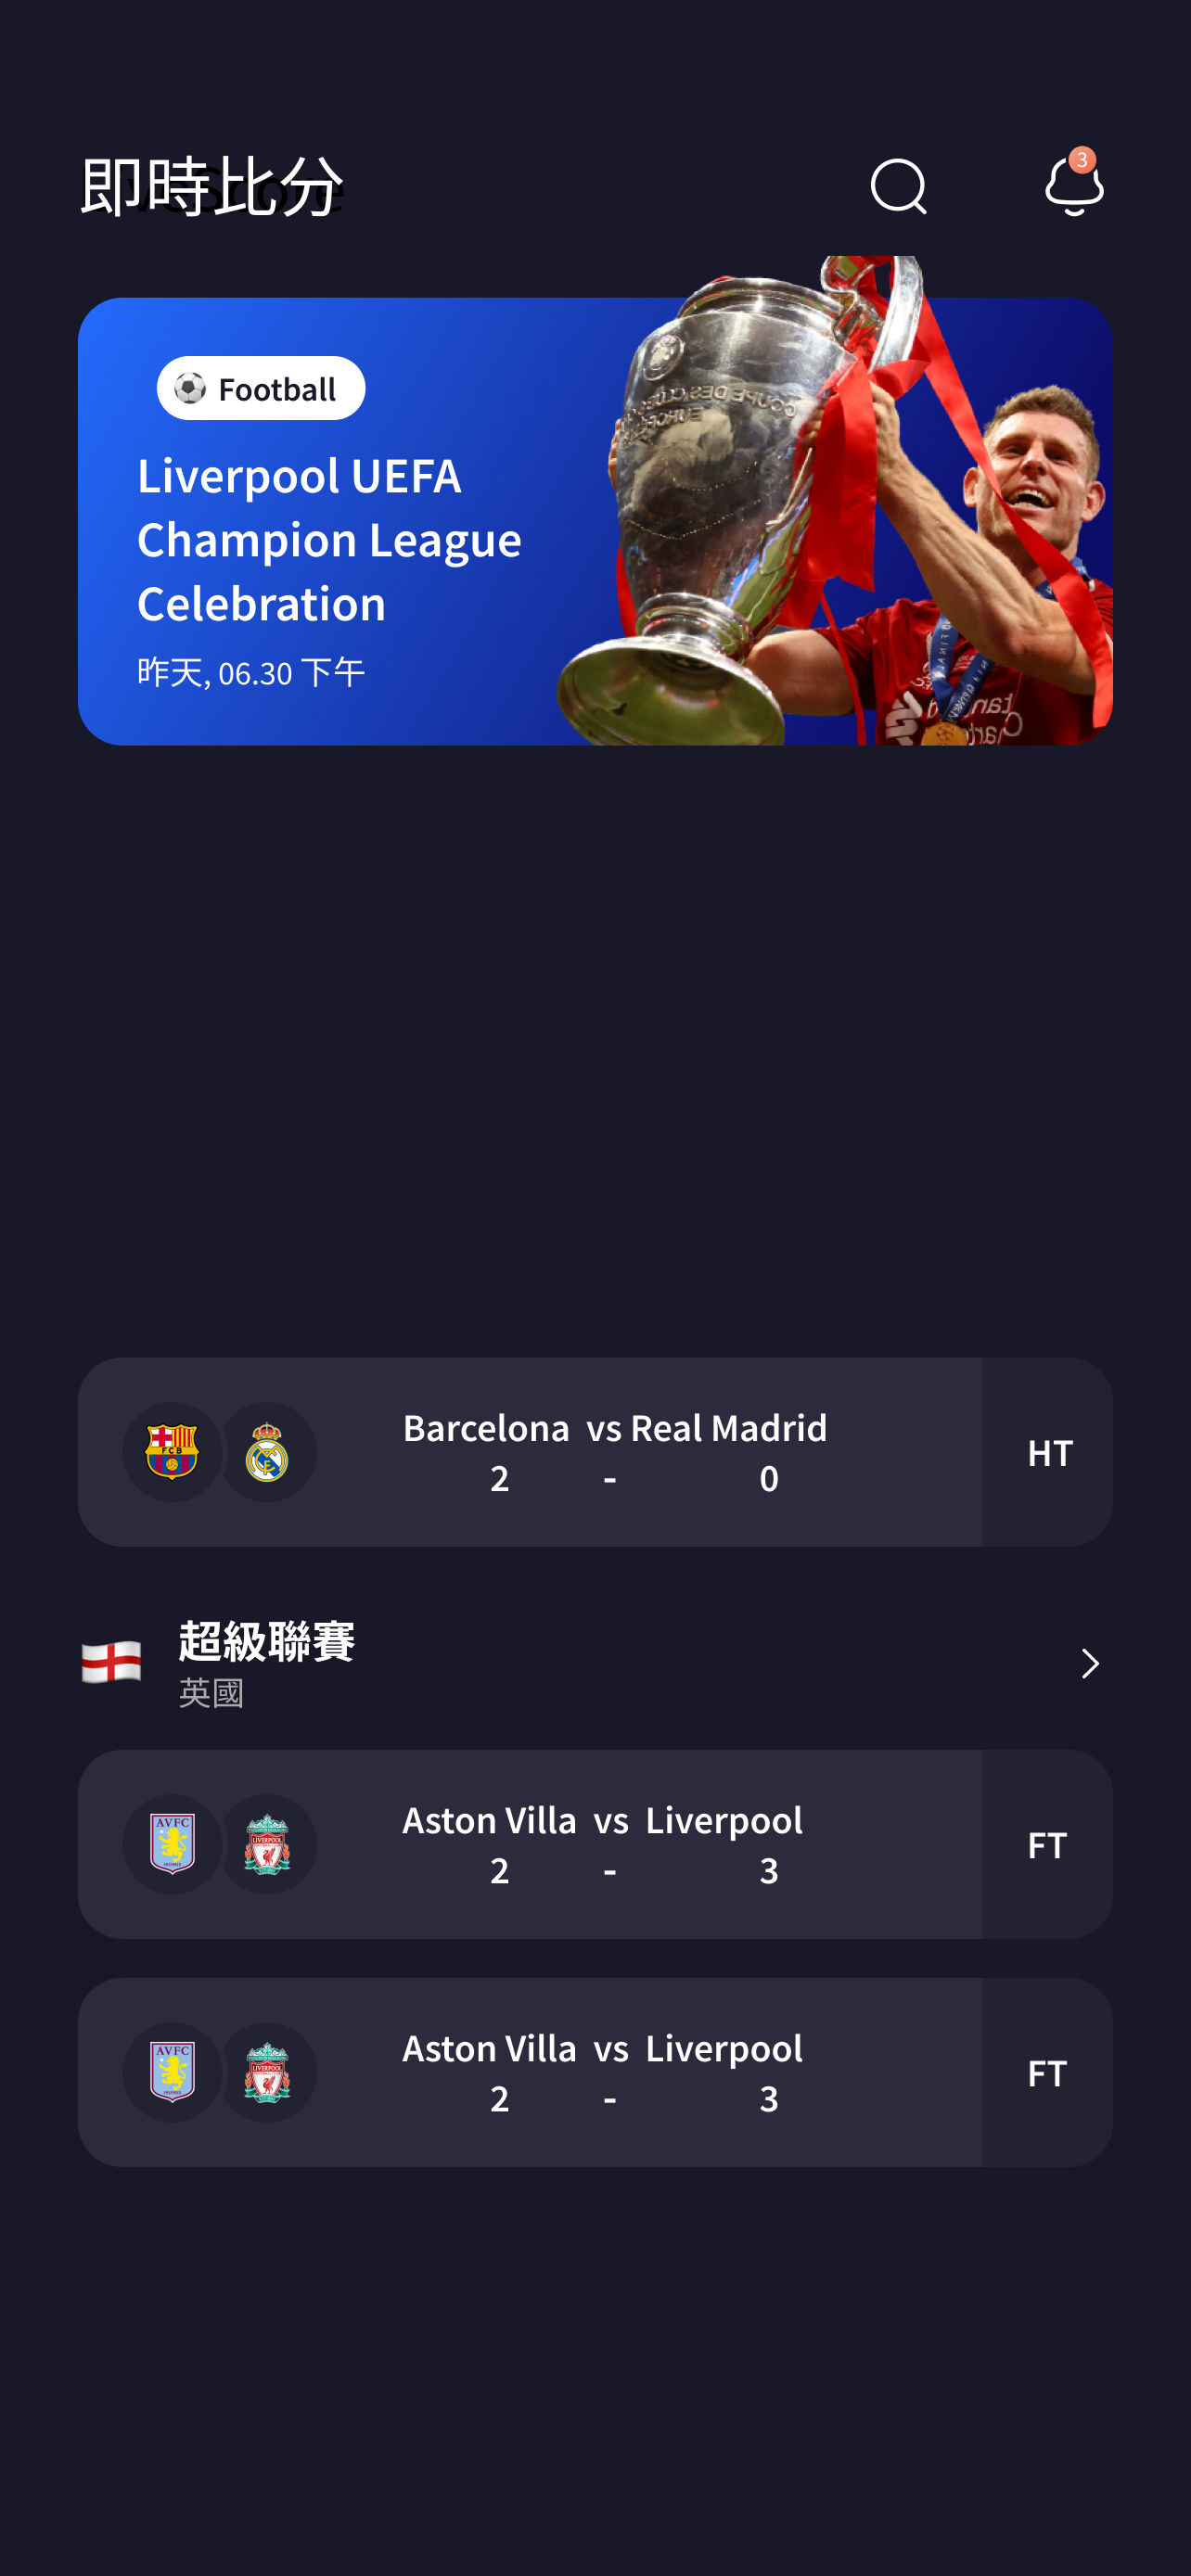 即時比分
3
Football
Liverpool UEFA
Champion League
Celebration
昨天, 06.30 下午
Barcelona vs Real Madrid
2 - 0
HT
超級聯賽
英國
Aston Villa vs Liverpool
2 - 3
FT
Aston Villa vs Liverpool
2 - 3
FT